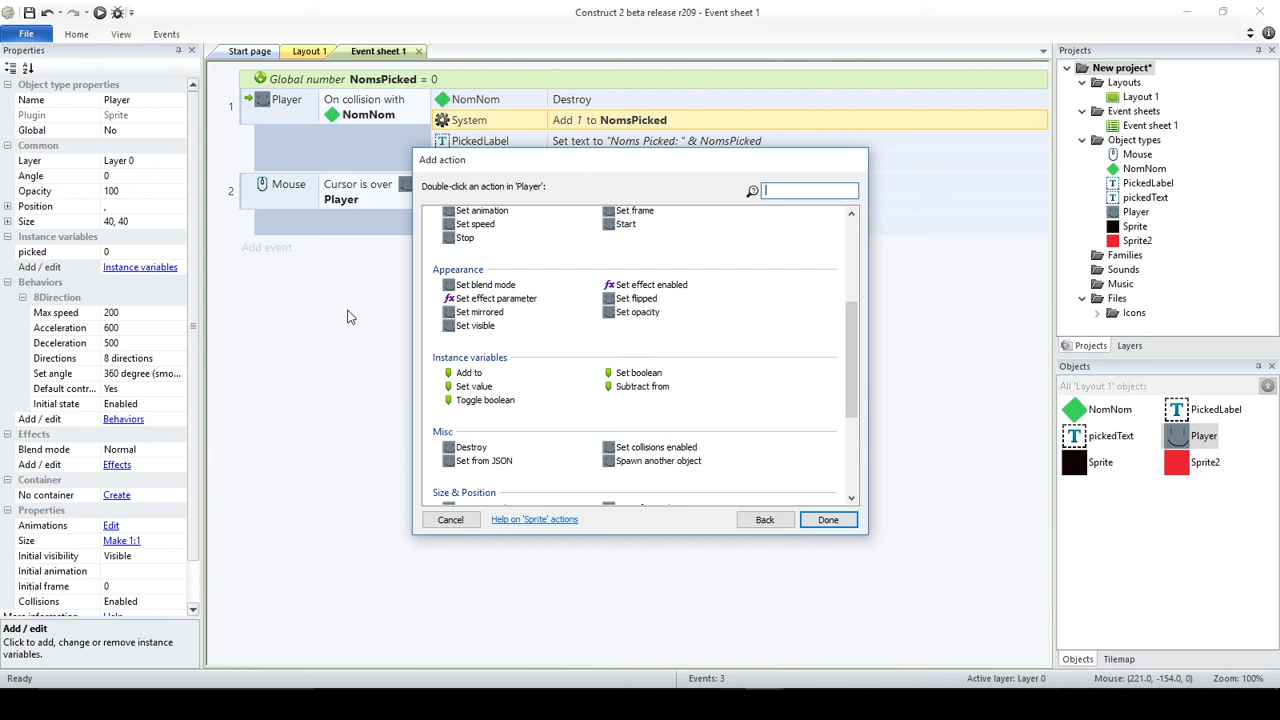 Construct 2 beta release r209 - Event sheet 1
File
Home
View
Events
Properties
Object type properties
Name Player
Plugin Sprite
Global No
Common
Layer Layer 0
Angle 0
Opacity 100
Position ,
Size 40, 40
Instance variables
picked 0
Add / edit Instance variables
Behaviors
8Direction
Max speed 200
Acceleration 600
Deceleration 500
Directions 8 directions
Set angle 360 degree (smo...
Default contr... Yes
Initial state Enabled
Add / edit Behaviors
Effects
Blend mode Normal
Add / edit Effects
Container
No container Create
Properties
Animations Edit
Size Make 1:1
Initial visibility Visible
Initial animation
Initial frame 0
Collisions Enabled
Add / edit
Click to add, change or remove instance
variables.
Start page
Layout 1
Event sheet 1
Global number NomsPicked = 0
1
Player
On collision with
NomNom
NomNom Destroy
System Add 1 to NomsPicked
PickedLabel Set text to "Noms Picked: " & NomsPicked
2
Mouse
Cursor is over
Player
Add event
Add action
Double-click an action in 'Player':
Set animation Set frame
Set speed Start
Stop
Appearance
Set blend mode fx Set effect enabled
fx Set effect parameter Set flipped
Set mirrored Set opacity
Set visible
Instance variables
Add to Set boolean
Set value Subtract from
Toggle boolean
Misc
Destroy Set collisions enabled
Set from JSON Spawn another object
Size & Position
Cancel
Help on 'Sprite' actions
Back
Done
Projects
New project*
Layouts
Layout 1
Event sheets
Event sheet 1
Object types
Mouse
NomNom
PickedLabel
pickedText
Player
Sprite
Sprite2
Families
Sounds
Music
Files
Icons
Projects Layers
Objects
All 'Layout 1' objects
NomNom T PickedLabel
T pickedText Player
Sprite Sprite2
Objects Tilemap
Ready
Events: 3
Active layer: Layer 0
Mouse: (221.0, -154.0, 0)
Zoom: 100%